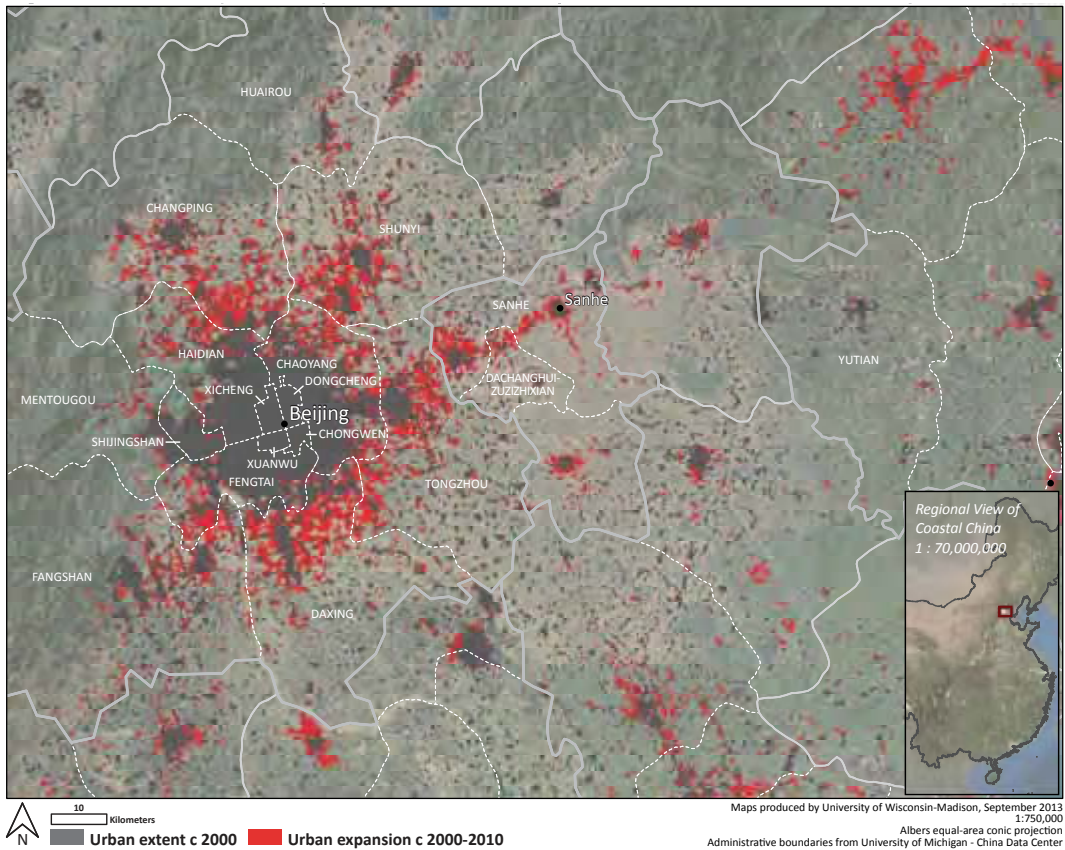 HUAIROU
CHANGPING
SHUNYI
SANHE
Sanhe
HAIDIAN
CHAOYANG
DACHANGHUI-
ZUZIZHIXIAN
YUTIAN
XICHENG
DONGCHENG
MENTOUGOU
Beijing
SHIJINGSHAN
CHONGWEN
XUANWU
FENGTAI
TONGZHOU
FANGSHAN
DAXING
Regional View of
Coastal China
1 : 70,000,000
10
Kilometers
N
Urban extent c 2000
Urban expansion c 2000-2010
Maps produced by University of Wisconsin-Madison, September 2013
1:750,000
Albers equal-area conic projection
Administrative boundaries from University of Michigan - China Data Center